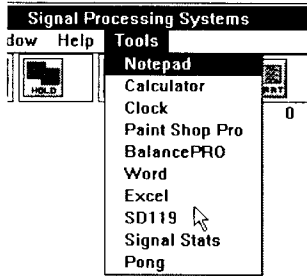 Signal Processing Systems
dow Help Tools
HOLD
0
Notepad
Calculator
Clock
Paint Shop Pro
BalancePRO
Word
Excel
SD119
Signal Stats
Pong